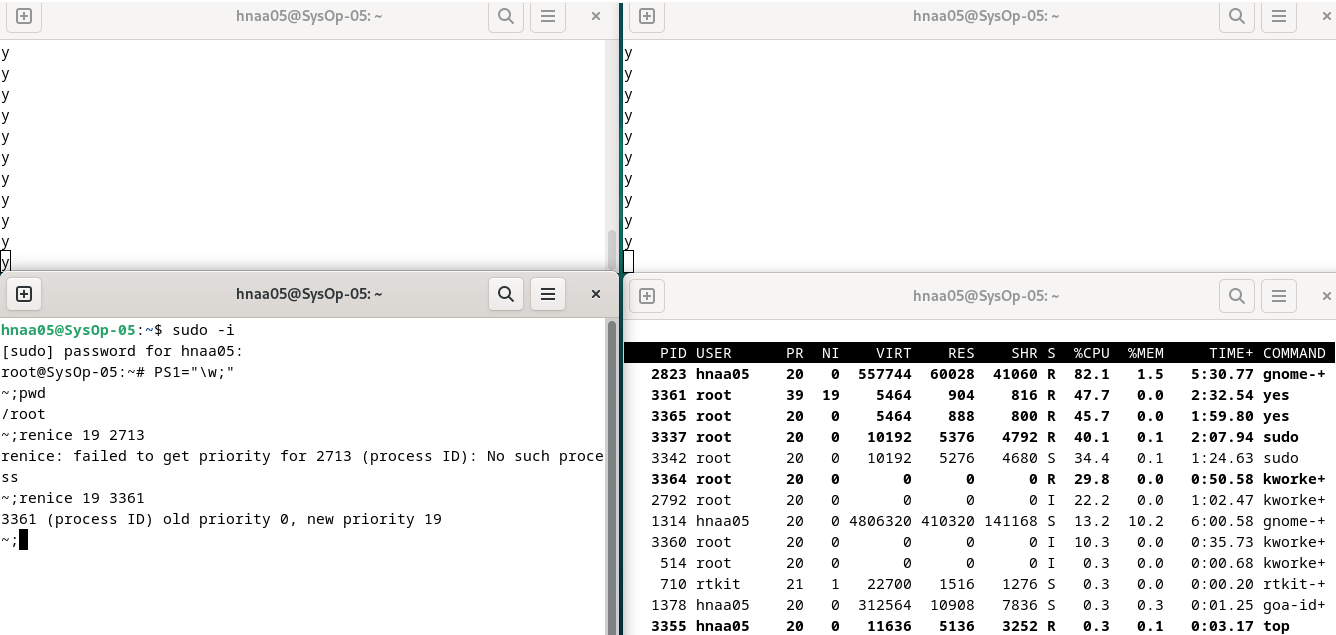 hnaa05@SysOp-05: ~
y
y
y
y
y
y
y
y
y
y
y
hnaa05@SysOp-05: ~
y
y
y
y
y
y
y
y
y
y
hnaa05@SysOp-05: ~
hnaa05@SysOp-05:~$ sudo -i
[sudo] password for hnaa05:
root@SysOp-05:~# PS1="\w;"
~;pwd
/root
~;renice 19 2713
renice: failed to get priority for 2713 (process ID): No such proce
ss
~;renice 19 3361
3361 (process ID) old priority 0, new priority 19
~;
hnaa05@SysOp-05: ~
PID USER PR NI VIRT RES SHR S %CPU %MEM TIME+ COMMAND
2823 hnaa05 20 0 557744 60028 41060 R 82.1 1.5 5:30.77 gnome-+
3361 root 39 19 5464 904 816 R 47.7 0.0 2:32.54 yes
3365 root 20 0 5464 888 800 R 45.7 0.0 1:59.80 yes
3337 root 20 0 10192 5376 4792 R 40.1 0.1 2:07.94 sudo
3342 root 20 0 10192 5276 4680 S 34.4 0.1 1:24.63 sudo
3364 root 20 0 0 0 0 R 29.8 0.0 0:50.58 kworke+
2792 root 20 0 0 0 0 I 22.2 0.0 1:02.47 kworke+
1314 hnaa05 20 0 4806320 410320 141168 S 13.2 10.2 6:00.58 gnome-+
3360 root 20 0 0 0 0 I 10.3 0.0 0:35.73 kworke+
514 root 20 0 0 0 0 I 0.3 0.0 0:00.68 kworke+
710 rtkit 21 1 22700 1516 1276 S 0.3 0.0 0:00.20 rtkit-+
1378 hnaa05 20 0 312564 10908 7836 S 0.3 0.3 0:01.25 goa-id+
3355 hnaa05 20 0 11636 5136 3252 R 0.3 0.1 0:03.17 top